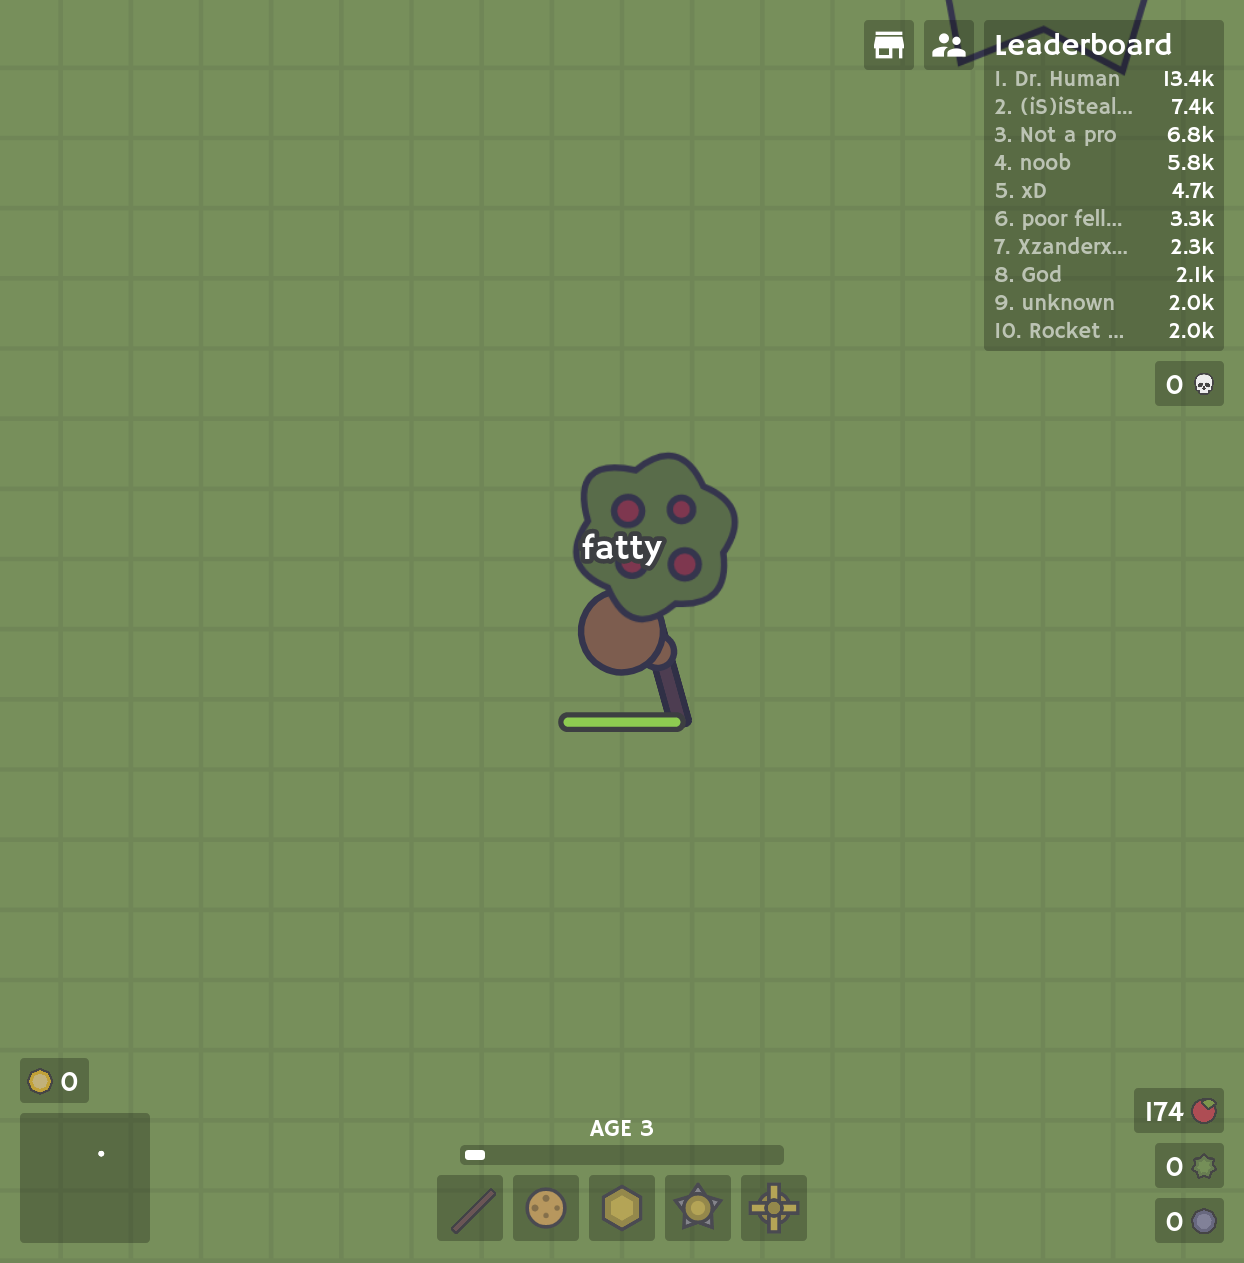 Leaderboard
1. Dr. Human 13.4k
2. (iS)iSteal... 7.4k
3. Not a pro 6.8k
4. noob 5.8k
5. xD 4.7k
6. poor fell... 3.3k
7. Xzanderx... 2.3k
8. God 2.1k
9. unknown 2.0k
10. Rocket ... 2.0k
0
fatty
0
AGE 3
174
0
0